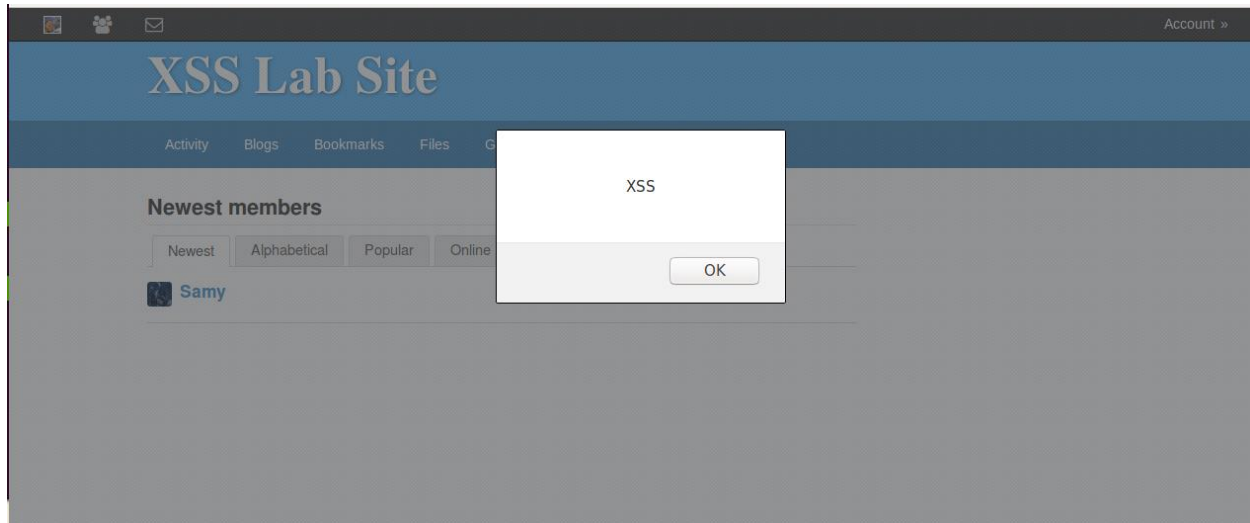 Account »
XSS Lab Site
Activity Blogs Bookmarks Files G
XSS
Newest members
Newest Alphabetical Popular Online
OK
Samy